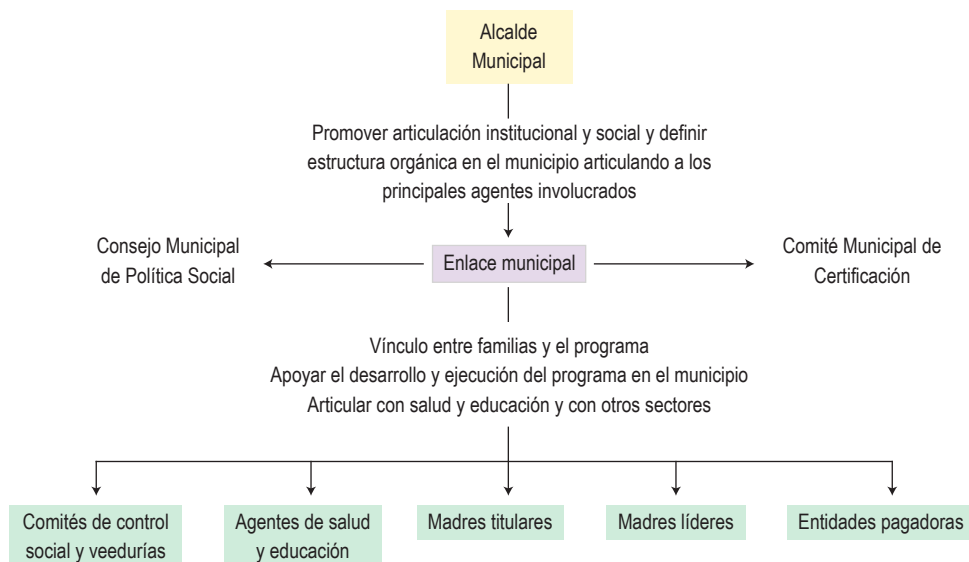 Alcalde
Municipal
Promover articulación institucional y social y definir
estructura orgánica en el municipio articulando a los
principales agentes involucrados
Consejo Municipal
de Política Social
Enlace municipal
Comité Municipal de
Certificación
Vínculo entre familias y el programa
Apoyar el desarrollo y ejecución del programa en el municipio
Articular con salud y educación y con otros sectores
Comités de control
social y veedurías
Agentes de salud
y educación
Madres titulares
Madres líderes
Entidades pagadoras